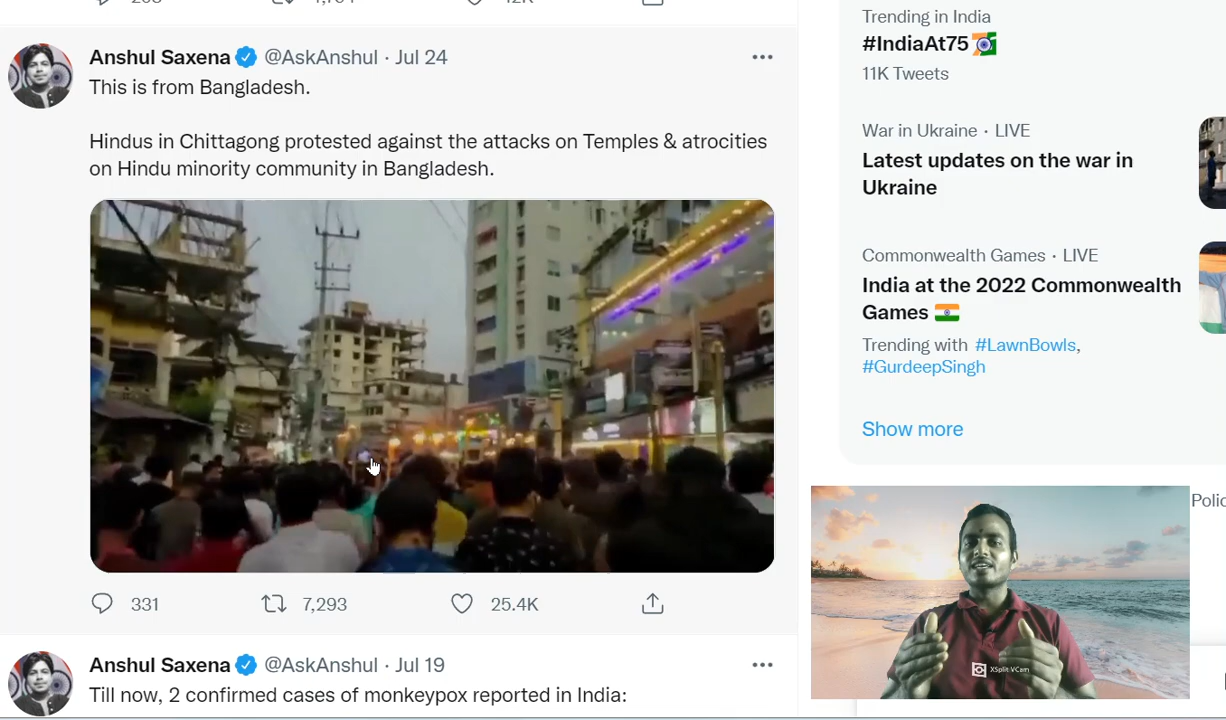 Anshul Saxena @AskAnshul · Jul 24
This is from Bangladesh.
Hindus in Chittagong protested against the attacks on Temples & atrocities
on Hindu minority community in Bangladesh.
331 7,293 25.4K
Anshul Saxena @AskAnshul · Jul 19
Till now, 2 confirmed cases of monkeypox reported in India:
Trending in India
#IndiaAt75
11K Tweets
War in Ukraine · LIVE
Latest updates on the war in
Ukraine
Commonwealth Games · LIVE
India at the 2022 Commonwealth
Games
Trending with #LawnBowls,
#GurdeepSingh
Show more
XSplit VCam